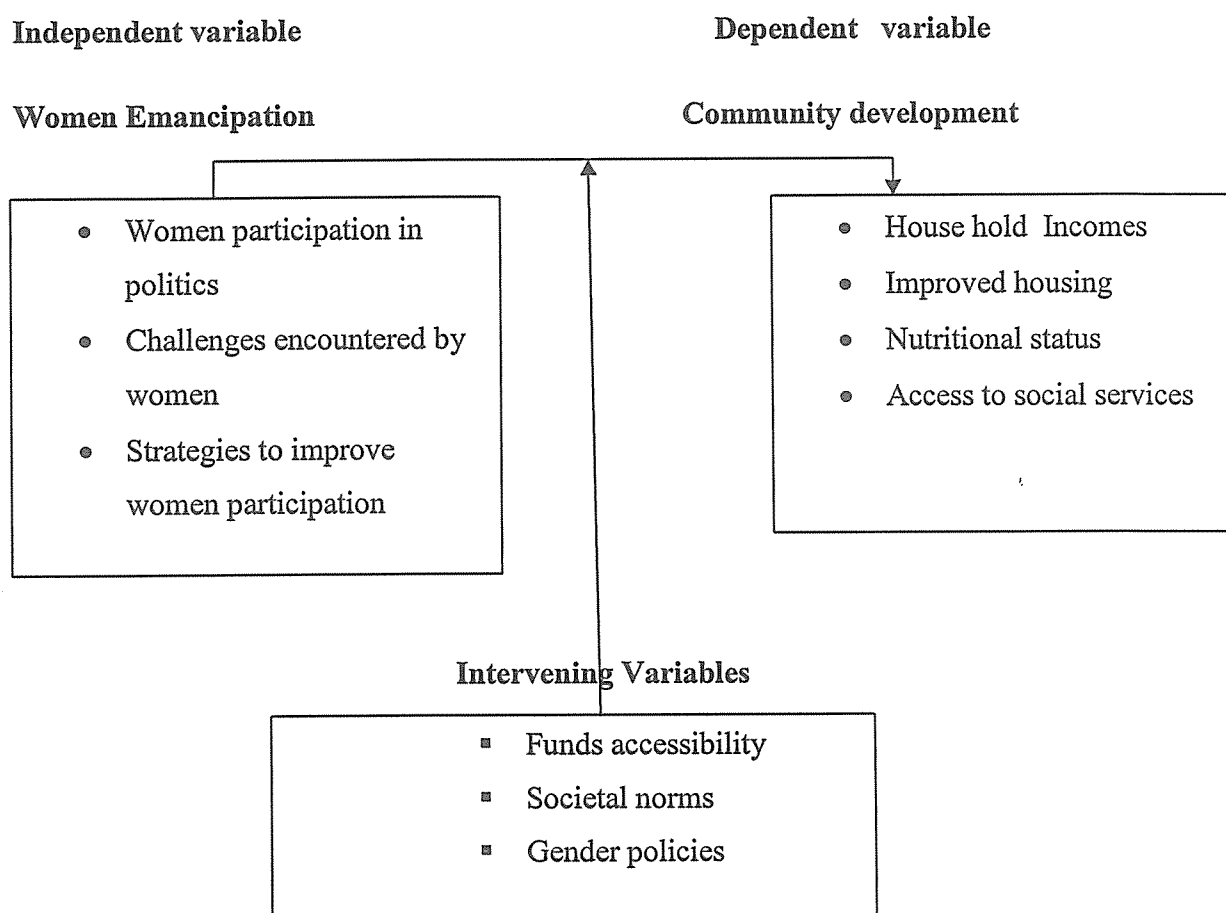 Independent variable
Dependent variable
Women Emancipation
Community development
• Women participation in
politics
• Challenges encountered by
women
• Strategies to improve
women participation
• House hold Incomes
• Improved housing
• Nutritional status
• Access to social services
Intervening Variables
▪ Funds accessibility
▪ Societal norms
▪ Gender policies